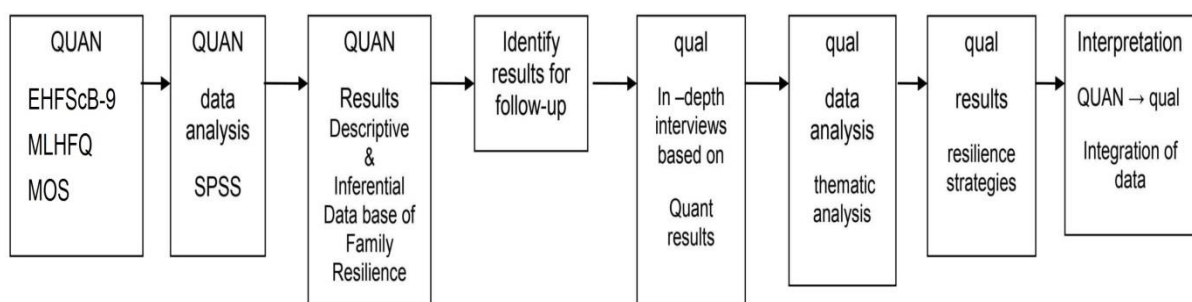 QUAN
EHFScB-9
MLHFQ
MOS
QUAN
data
analysis
SPSS
QUAN
Results
Descriptive
&
Inferential
Data base of
Family
Resilience
Identify
results for
follow-up
qual
In –depth
interviews
based on
Quant
results
qual
data
analysis
thematic
analysis
qual
results
resilience
strategies
Interpretation
QUAN → qual
Integration of
data